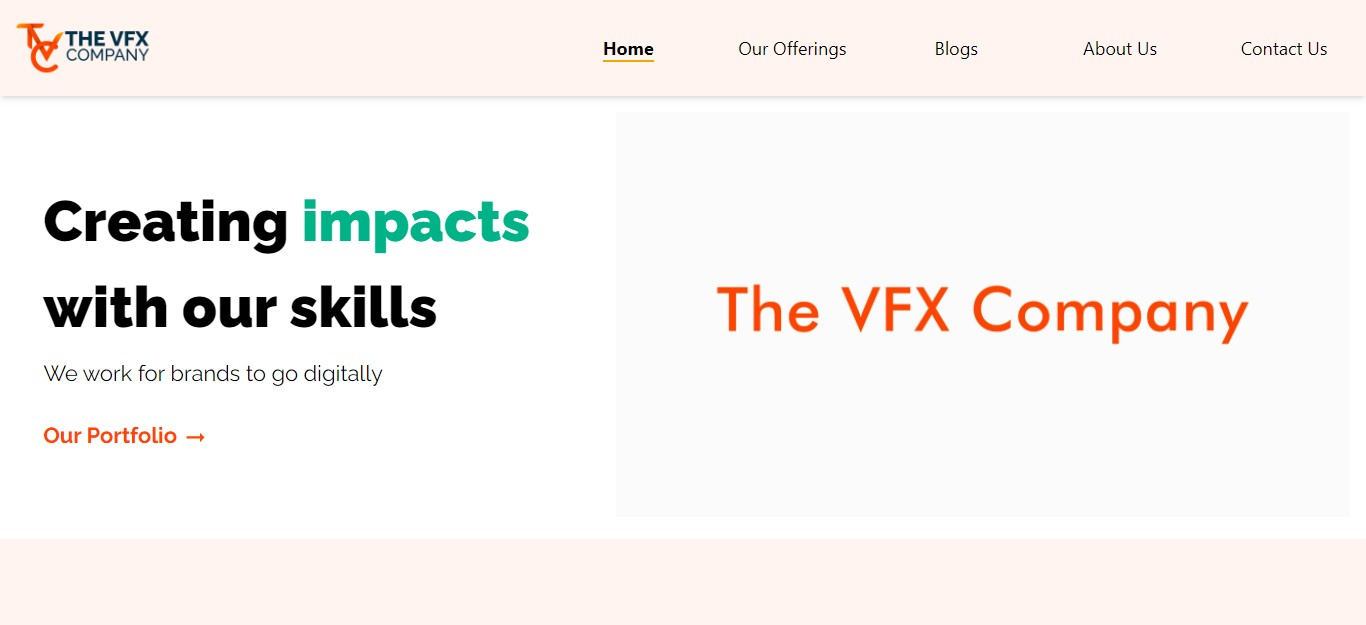 THE VFX
COMPANY
Home Our Offerings Blogs About Us Contact Us
Creating impacts
with our skills
We work for brands to go digitally
Our Portfolio →
The VFX Company